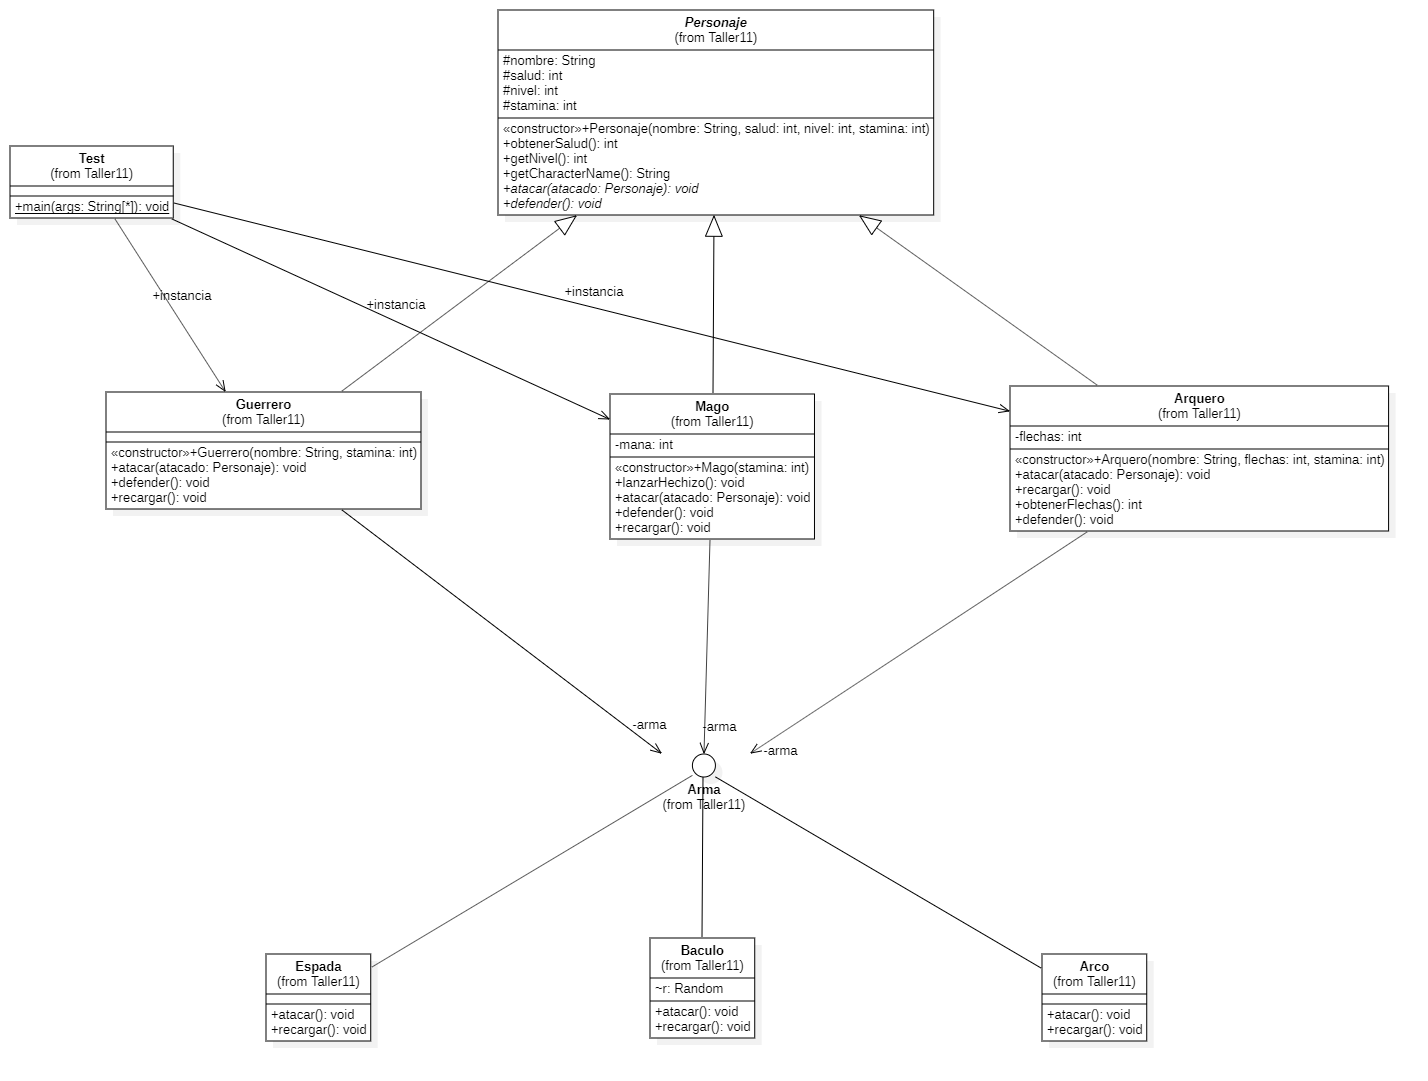 Personaje
(from Taller11)
#nombre: String
#salud: int
#nivel: int
#stamina: int
«constructor»+Personaje(nombre: String, salud: int, nivel: int, stamina: int)
+obtenerSalud(): int
+getNivel(): int
+getCharacterName(): String
+atacar(atacado: Personaje): void
+defender(): void
Test
(from Taller11)
+main(args: String[*]): void
+instancia
+instancia
+instancia
Guerrero
(from Taller11)
«constructor»+Guerrero(nombre: String, stamina: int)
+atacar(atacado: Personaje): void
+defender(): void
+recargar(): void
Mago
(from Taller11)
-mana: int
«constructor»+Mago(stamina: int)
+lanzarHechizo(): void
+atacar(atacado: Personaje): void
+defender(): void
+recargar(): void
Arquero
(from Taller11)
-flechas: int
«constructor»+Arquero(nombre: String, flechas: int, stamina: int)
+atacar(atacado: Personaje): void
+recargar(): void
+obtenerFlechas(): int
+defender(): void
-arma
-arma
-arma
Arma
(from Taller11)
Espada
(from Taller11)
+atacar(): void
+recargar(): void
Baculo
(from Taller11)
~r: Random
+atacar(): void
+recargar(): void
Arco
(from Taller11)
+atacar(): void
+recargar(): void